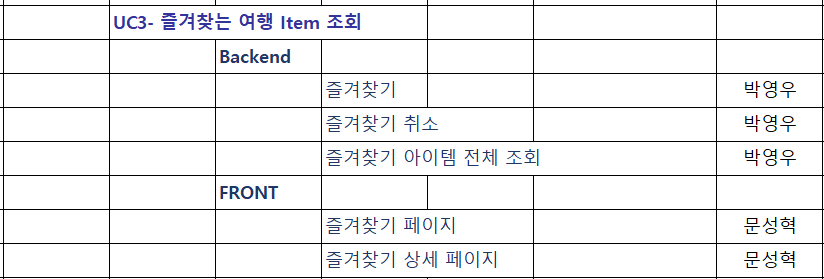 UC3- 즐겨찾는 여행 Item 조회
Backend
즐겨찾기 박영우
즐겨찾기 취소 박영우
즐겨찾기 아이템 전체 조회 박영우
FRONT
즐겨찾기 페이지 문성혁
즐겨찾기 상세 페이지 문성혁